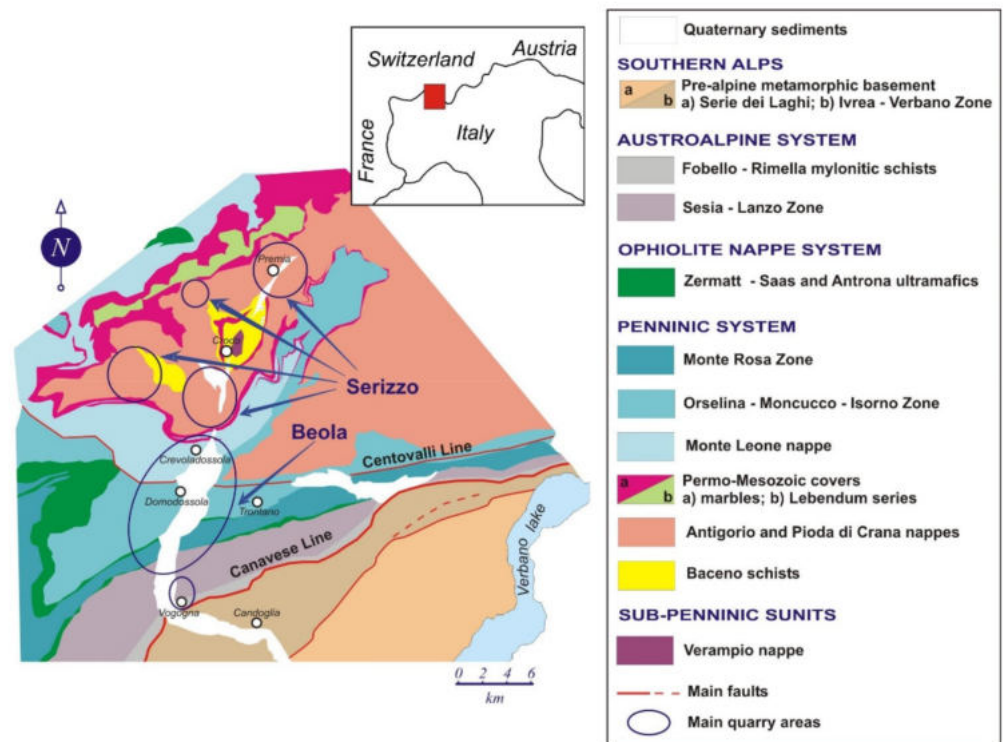 Switzerland
Austria
France
Italy
N
Premia
Croco
Serizzo
Beola
Crevoladossola
Centovalli Line
Domodossola
Trontano
Canavese Line
Verbano lake
Vogogna
Candoglia
0 2 4 6
km
Quaternary sediments
SOUTHERN ALPS
a b Pre-alpine metamorphic basement
a) Serie dei Laghi; b) Ivrea - Verbano Zone
AUSTROALPINE SYSTEM
Fobello - Rimella mylonitic schists
Sesia - Lanzo Zone
OPHIOLITE NAPPE SYSTEM
Zermatt - Saas and Antrona ultramafics
PENNINIC SYSTEM
Monte Rosa Zone
Orselina - Moncucco - Isorno Zone
Monte Leone nappe
a b Permo-Mesozoic covers
a) marbles; b) Lebendum series
Antigorio and Pioda di Crana nappes
Baceno schists
SUB-PENNINIC SUNITS
Verampio nappe
Main faults
Main quarry areas